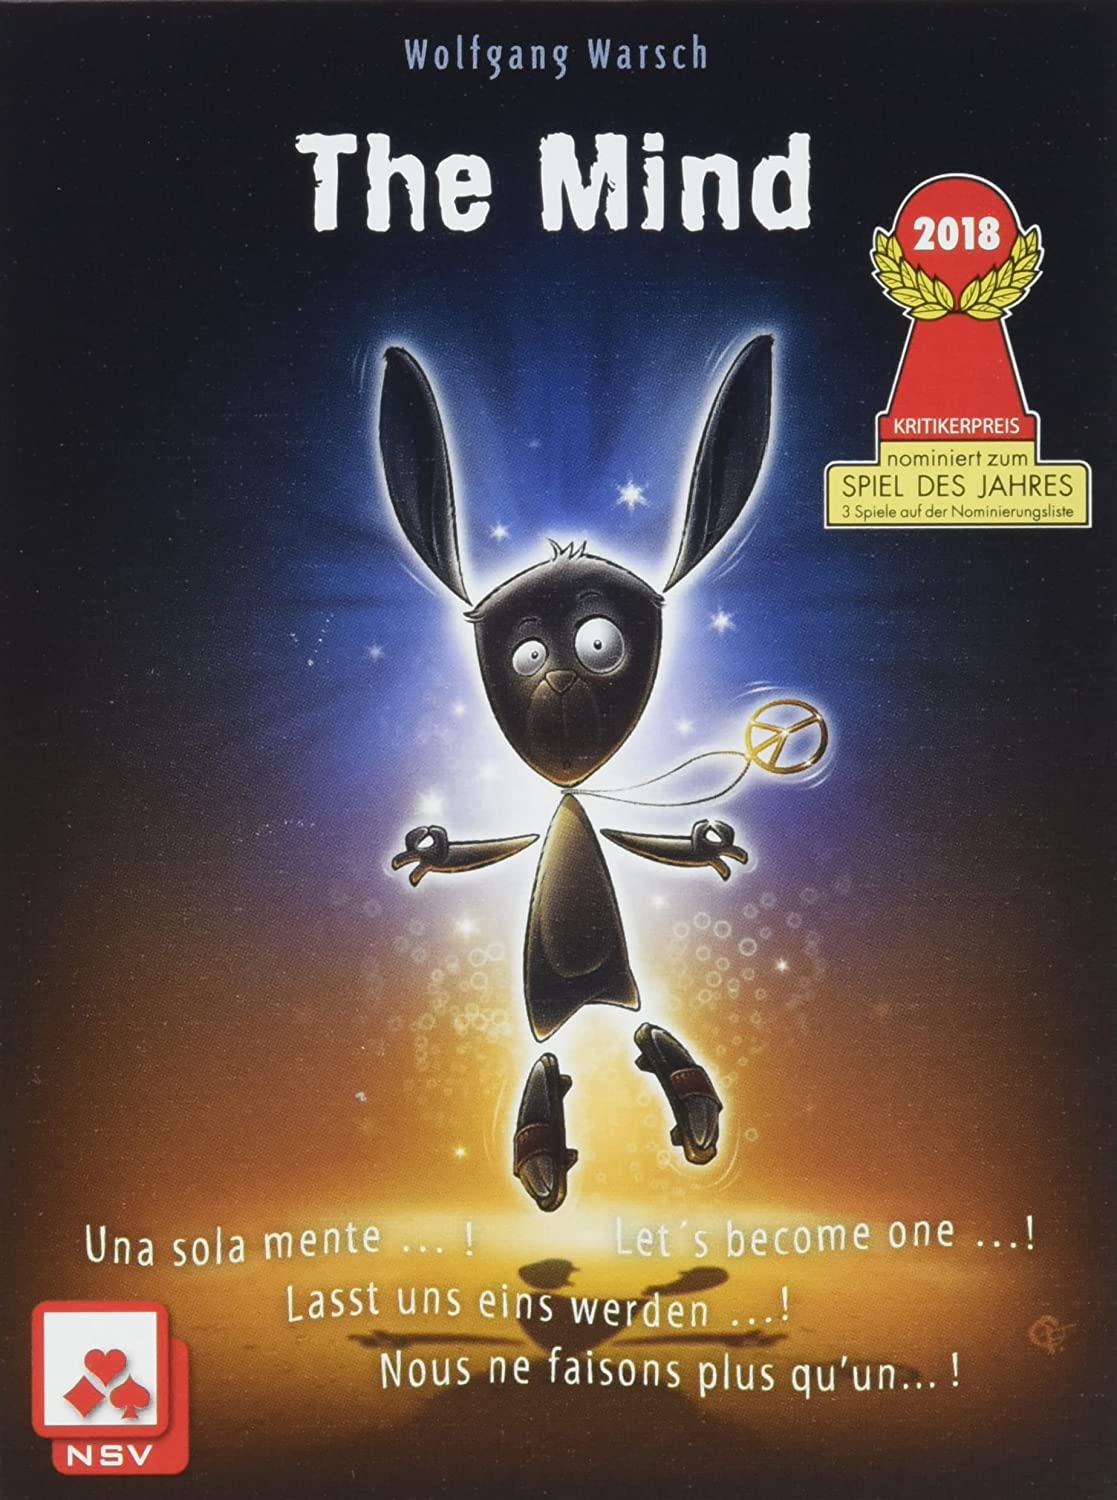 Wolfgang Warsch
The Mind
2018
KRITIKERPREIS
nominiert zum
SPIEL DES JAHRES
3 Spiele auf der Nominierungsliste
Una sola mente ... !
Let´s become one ...!
Lasst uns eins werden ...!
Nous ne faisons plus qu'un... !
NSV